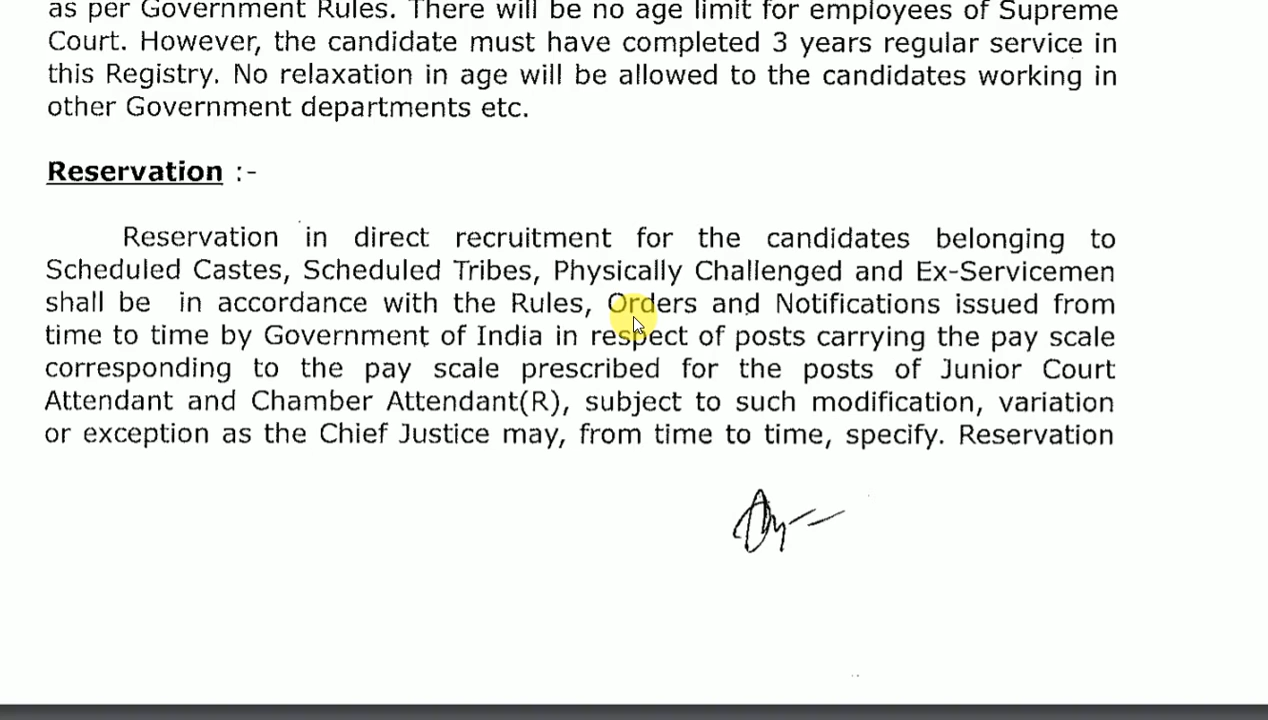 as per Government Rules. There will be no age limit for employees of Supreme
Court. However, the candidate must have completed 3 years regular service in
this Registry. No relaxation in age will be allowed to the candidates working in
other Government departments etc.
Reservation :-
Reservation in direct recruitment for the candidates belonging to
Scheduled Castes, Scheduled Tribes, Physically Challenged and Ex-Servicemen
shall be in accordance with the Rules, Orders and Notifications issued from
time to time by Government of India in respect of posts carrying the pay scale
corresponding to the pay scale prescribed for the posts of Junior Court
Attendant and Chamber Attendant(R), subject to such modification, variation
or exception as the Chief Justice may, from time to time, specify. Reservation